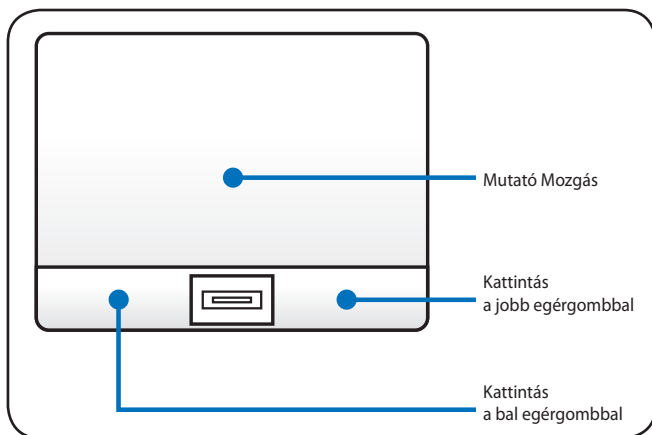 Mutató Mozgás
Kattintás
a jobb egérgombbal
Kattintás
a bal egérgombbal